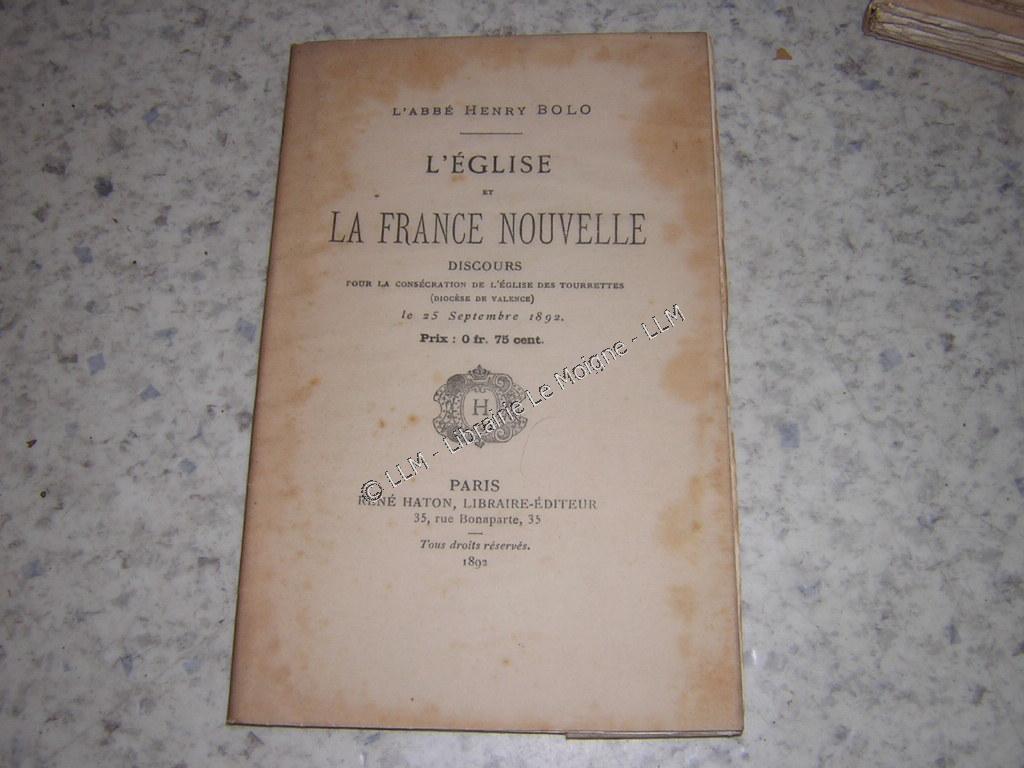 L'ABBÉ HENRY BOLO
L'ÉGLISE
ET
LA FRANCE NOUVELLE
DISCOURS
POUR LA CONSÉCRATION DE L'ÉGLISE DES TOURRETTES
(DIOCÈSE DE VALENCE)
le 25 Septembre 1892.
Prix : 0 fr. 75 cent.
H
© LLM - Librairie Le Moigne - LLM
PARIS
RENÉ HATON, LIBRAIRE-ÉDITEUR
35, rue Bonaparte, 35
Tous droits réservés.
1892